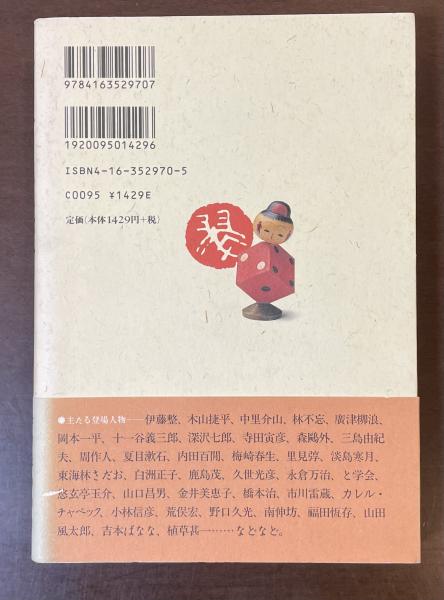 9784163529707
1920095014296
ISBN4-16-352970-5
C0095 ¥1429E
定価(本体1429円+税)
●主たる登場人物──伊藤整、木山捷平、中里介山、林不忘、廣津柳浪、
岡本一平、十一谷義三郎、深沢七郎、寺田寅彦、森鷗外、三島由紀
夫、周作人、夏目漱石、内田百閒、梅崎春生、里見弴、淡島寒月、
東海林さだお、白洲正子、鹿島茂、久世光彦、永倉万治、と学会、
悠玄亭玉介、山口昌男、金井美恵子、橋本治、市川雷蔵、カレル・
チャペック、小林信彦、荒俣宏、野口久光、南伸坊、福田恆存、山田
風太郎、吉本ばなな、植草甚一………などなど。